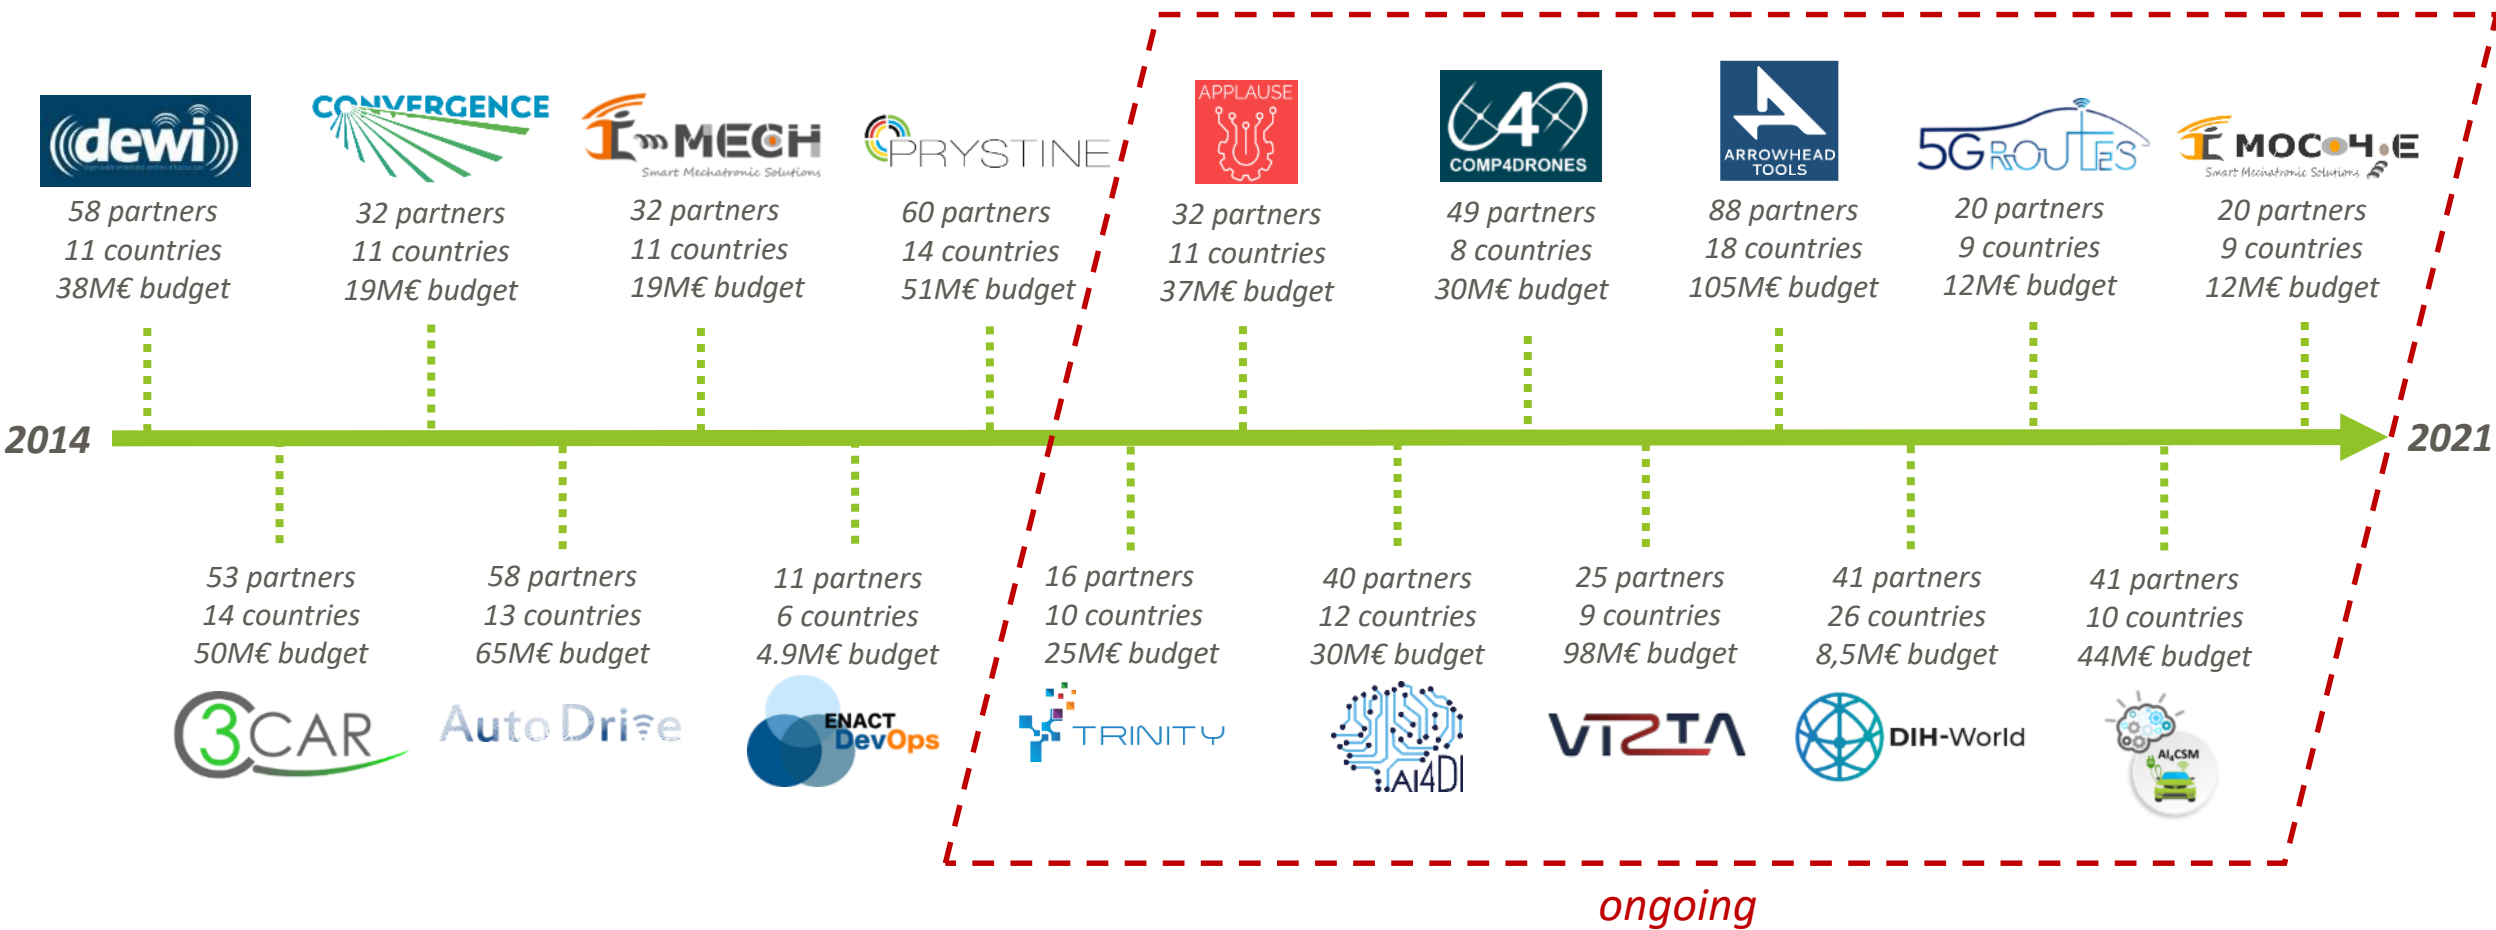 dewi
58 partners
11 countries
38M€ budget
CONVERGENCE
32 partners
11 countries
19M€ budget
I mMECH
Smart Mechatronic Solutions
32 partners
11 countries
19M€ budget
PRYSTINE
60 partners
14 countries
51M€ budget
APPLAUSE
32 partners
11 countries
37M€ budget
C4D
COMP4DRONES
49 partners
8 countries
30M€ budget
ARROWHEAD
TOOLS
88 partners
18 countries
105M€ budget
5GROUTES
20 partners
9 countries
12M€ budget
IMOCO4.E
Smart Mechatronic Solutions
20 partners
9 countries
12M€ budget
2014
2021
53 partners
14 countries
50M€ budget
3CCAR
58 partners
13 countries
65M€ budget
AutoDrive
11 partners
6 countries
4.9M€ budget
ENACT
DevOps
16 partners
10 countries
25M€ budget
TRINITY
40 partners
12 countries
30M€ budget
AI4DI
25 partners
9 countries
98M€ budget
VIZTA
41 partners
26 countries
8,5M€ budget
DIH-World
41 partners
10 countries
44M€ budget
AI4CSM
ongoing